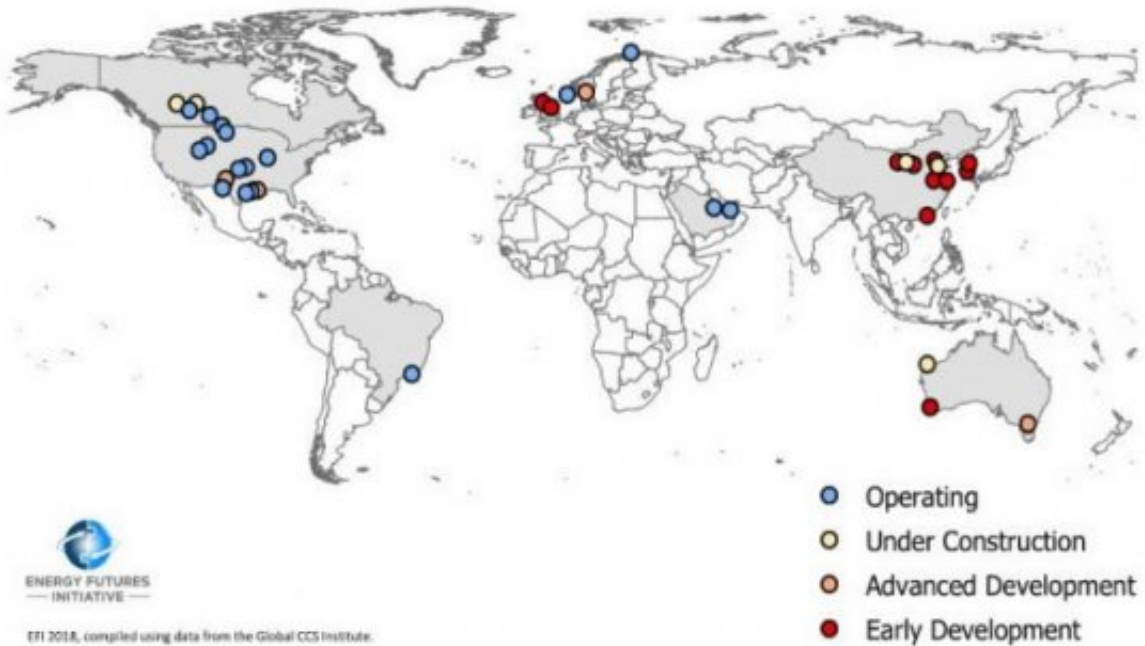 Operating
Under Construction
Advanced Development
Early Development
ENERGY FUTURES
INITIATIVE
EFI 2018, compiled using data from the Global CCS Institute.